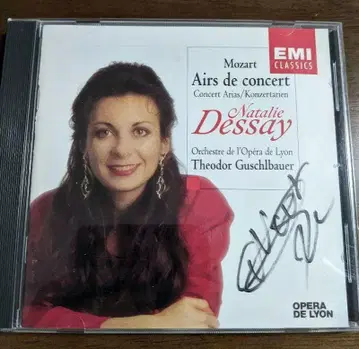 EMI
CLASSICS
Mozart
Airs de concert
Concert Arias/Konzertarien
Natalie
Dessay
Orchestre de l'Opéra de Lyon
Theodor Guschlbauer
OPERA
DE LYON